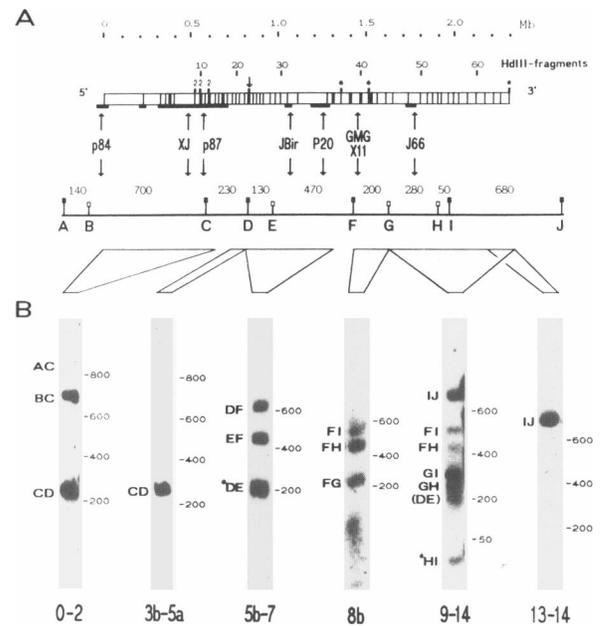 A
0 0.5 1.0 1.5 2.0 Mb
10 20 30 40 50 60 HdIII-fragments
2 2 2
5' 3'
p84 XJ p87 JBir P20 GMG X11 J66
140 700 230 130 470 200 280 50 680
A B C D E F G H I J
B
AC -800
BC
-600
-400
CD
-200
-800
-600
-400
CD
-200
DF -600
EF
-400
DE -200
FI -600
FH
-400
FG
-200
IJ
-600
FI
FH -400
GI
GH
(DE) -200
-50
HI
IJ
-600
-400
-200
0-2 3b-5a 5b-7 8b 9-14 13-14